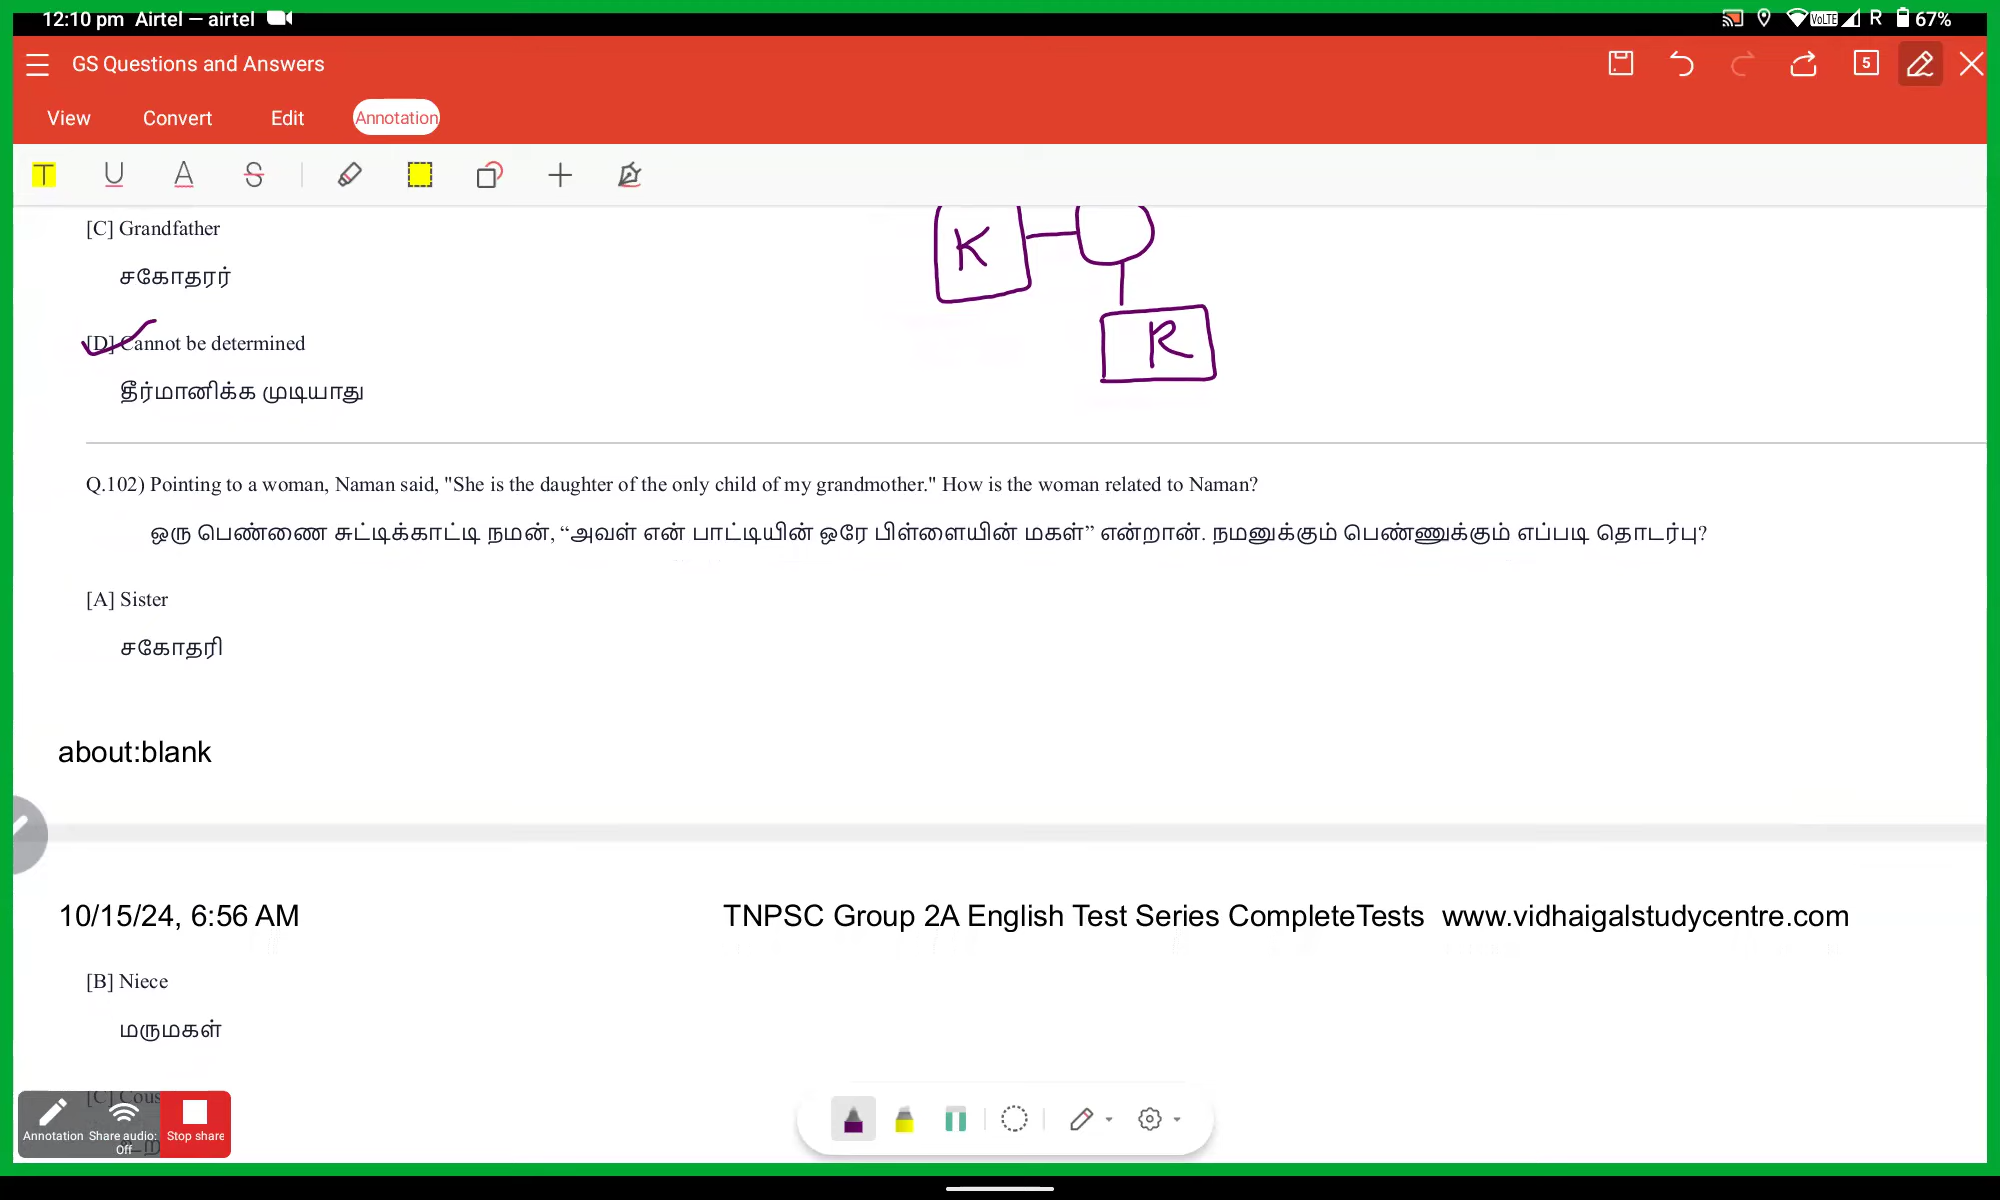 12:10 pm Airtel — airtel
VoLTE R 67%
GS Questions and Answers
5
View Convert Edit Annotation
T U A S
[C] Grandfather
சகோதரர்
K
[D] Cannot be determined
R
தீர்மானிக்க முடியாது
Q.102) Pointing to a woman, Naman said, "She is the daughter of the only child of my grandmother." How is the woman related to Naman?
ஒரு பெண்ணை சுட்டிக்காட்டி நமன், “அவள் என் பாட்டியின் ஒரே பிள்ளையின் மகள்” என்றான். நமனுக்கும் பெண்ணுக்கும் எப்படி தொடர்பு?
[A] Sister
சகோதரி
about:blank
10/15/24, 6:56 AM TNPSC Group 2A English Test Series CompleteTests www.vidhaigalstudycentre.com
[B] Niece
மருமகள்
[C] Cous
Annotation Share audio: Off Stop share